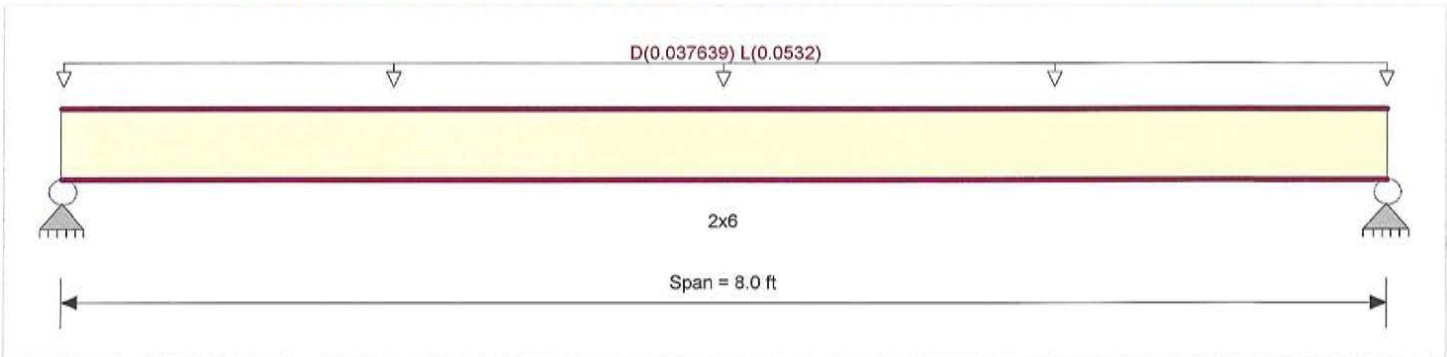 D(0.037639) L(0.0532)
2x6
Span = 8.0 ft